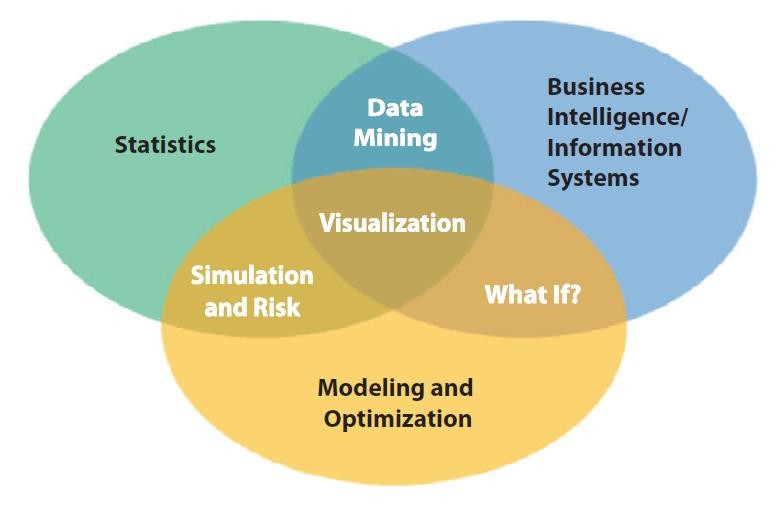 Statistics
Data
Mining
Business
Intelligence/
Information
Systems
Visualization
Simulation
and Risk
What If?
Modeling and
Optimization